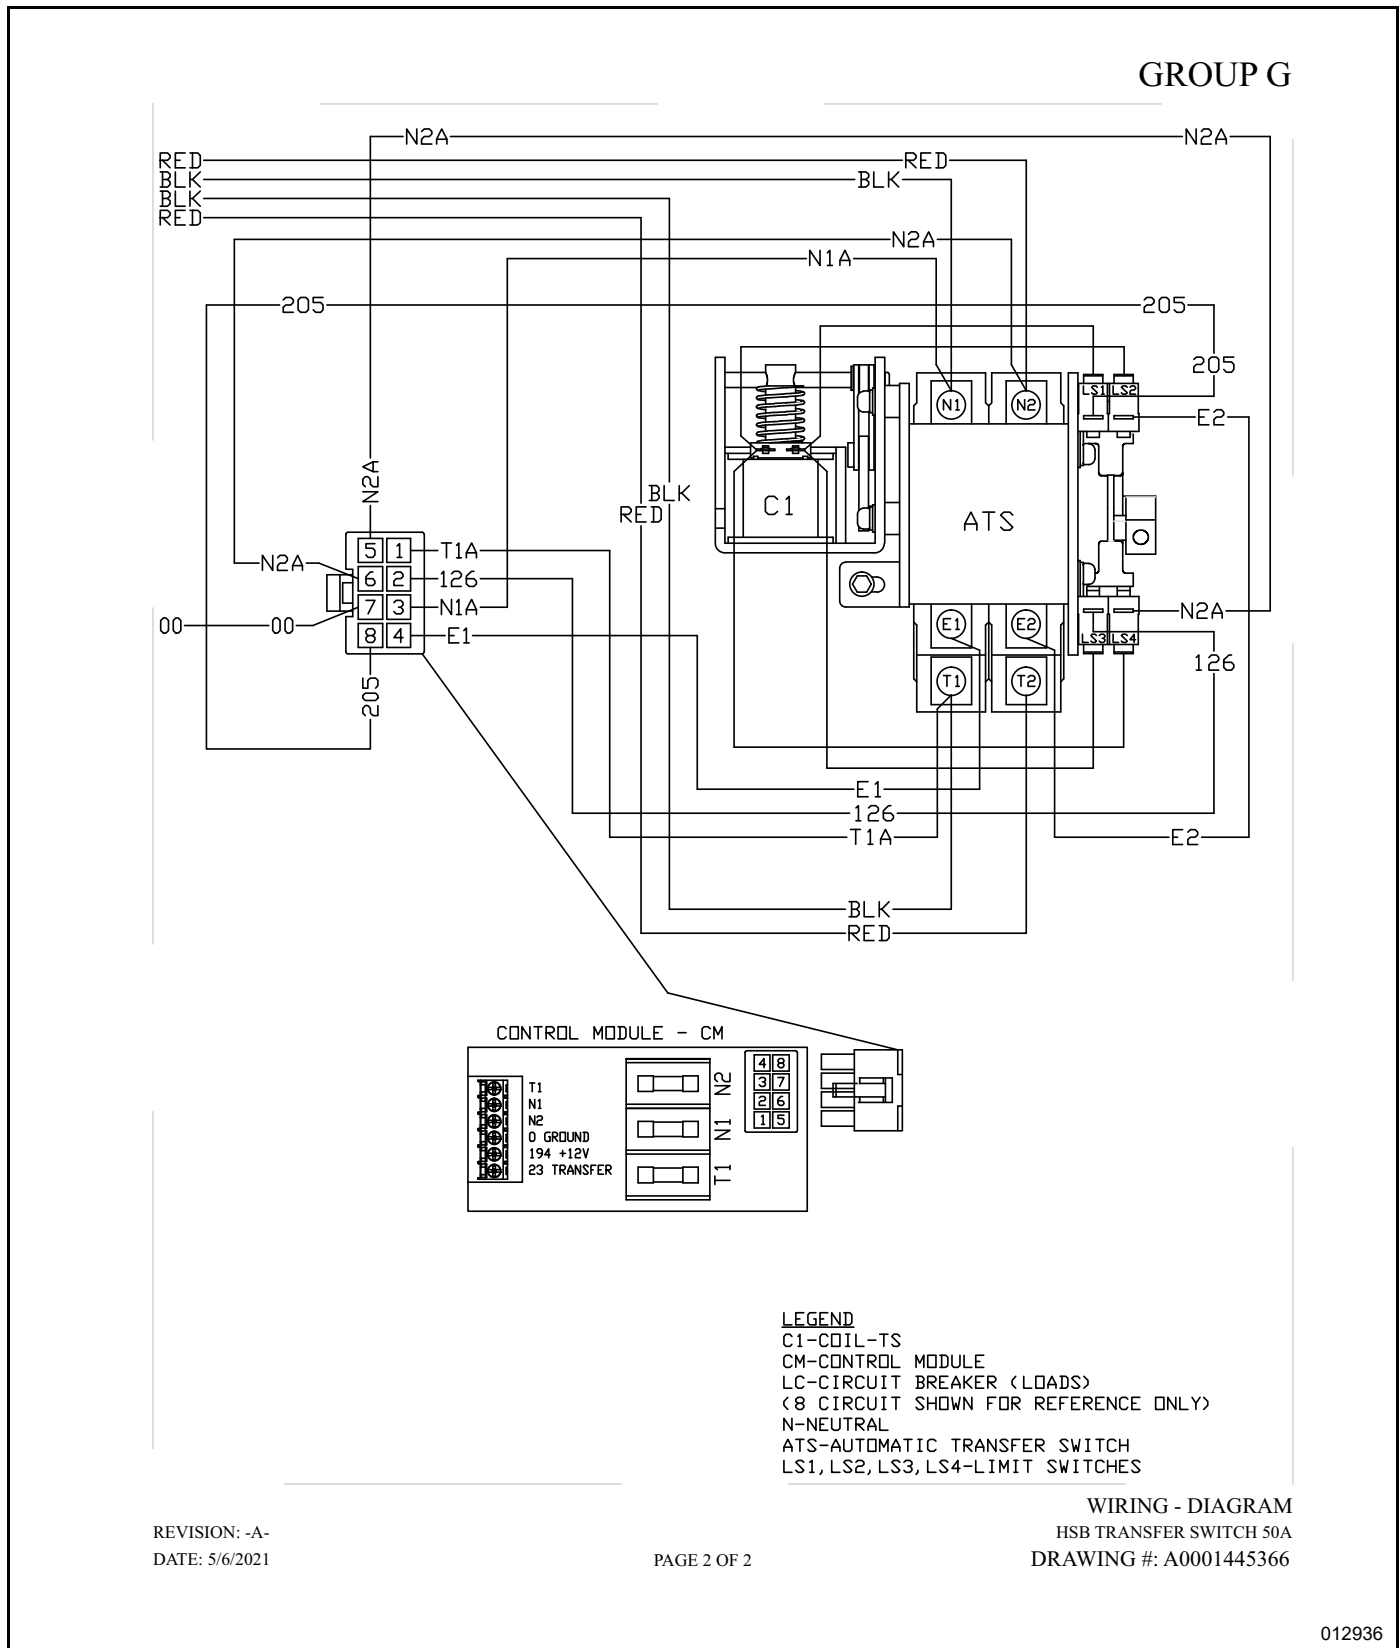 GROUP G
N2A N2A
RED RED
BLK BLK
BLK
RED
N2A
N1A
205 205
205
LS1 LS2
N1 N2
E2
N2A
BLK
RED
C1
ATS
5 1 T1A
N2A 6 2 126
7 3 N1A
00 00
8 4 E1
N2A
E1 E2
LS3 LS4
126
205
T1 T2
E1
126
T1A E2
BLK
RED
CONTROL MODULE - CM
T1
N1
N2
0 GROUND
194 +12V
23 TRANSFER
N2
N1
T1
4 8
3 7
2 6
1 5
LEGEND
C1-COIL-TS
CM-CONTROL MODULE
LC-CIRCUIT BREAKER (LOADS)
(8 CIRCUIT SHOWN FOR REFERENCE ONLY)
N-NEUTRAL
ATS-AUTOMATIC TRANSFER SWITCH
LS1,LS2,LS3,LS4-LIMIT SWITCHES
WIRING - DIAGRAM
REVISION: -A- HSB TRANSFER SWITCH 50A
DATE: 5/6/2021 PAGE 2 OF 2 DRAWING #: A0001445366
012936